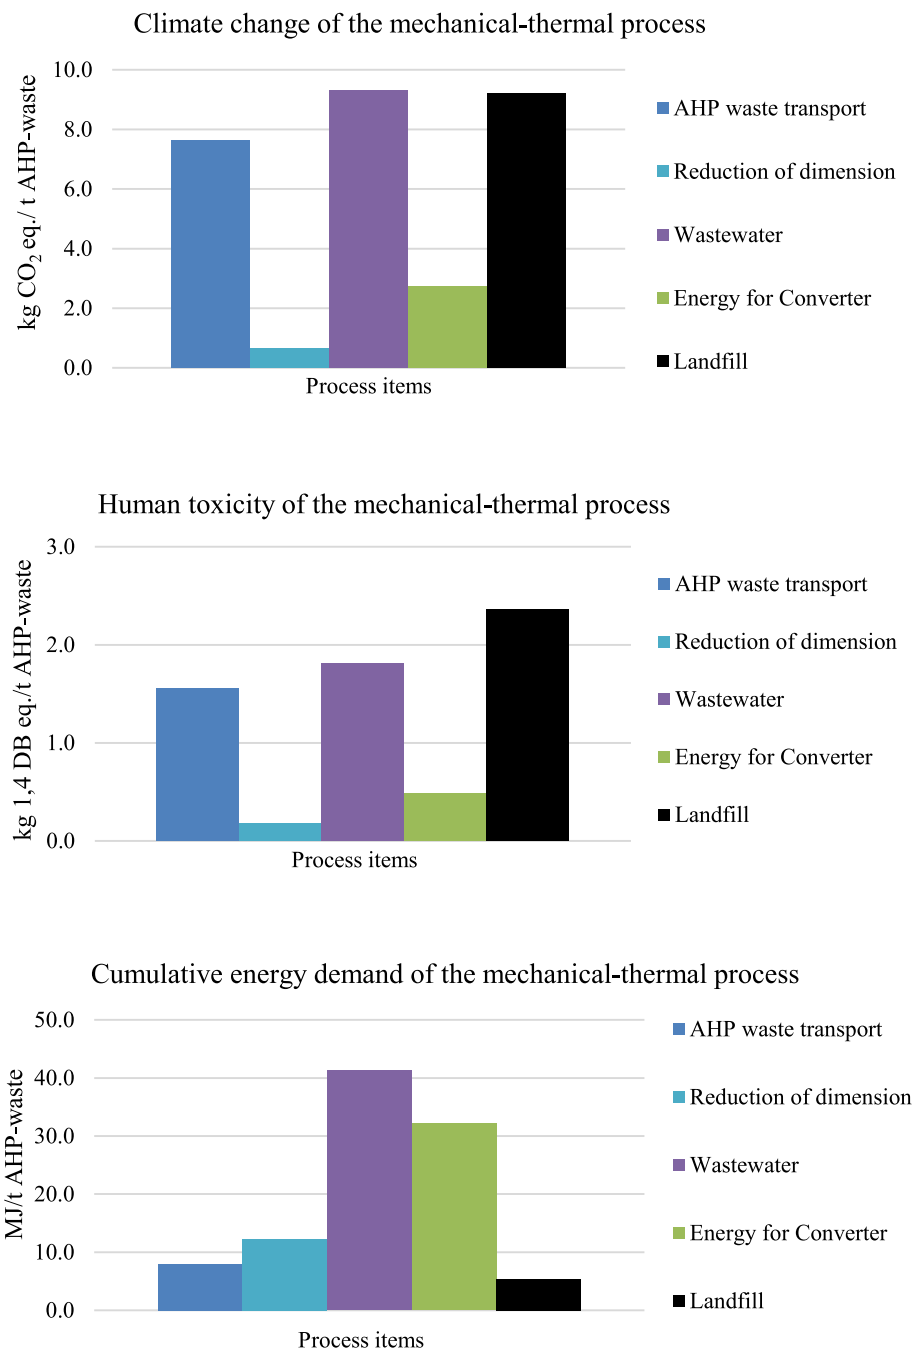 Climate change of the mechanical-thermal process
kg CO₂ eq./ t AHP-waste
10.0
8.0
6.0
4.0
2.0
0.0
Process items
AHP waste transport
Reduction of dimension
Wastewater
Energy for Converter
Landfill
Human toxicity of the mechanical-thermal process
kg 1,4 DB eq./t AHP-waste
3.0
2.0
1.0
0.0
Process items
AHP waste transport
Reduction of dimension
Wastewater
Energy for Converter
Landfill
Cumulative energy demand of the mechanical-thermal process
MJ/t AHP-waste
50.0
40.0
30.0
20.0
10.0
0.0
Process items
AHP waste transport
Reduction of dimension
Wastewater
Energy for Converter
Landfill